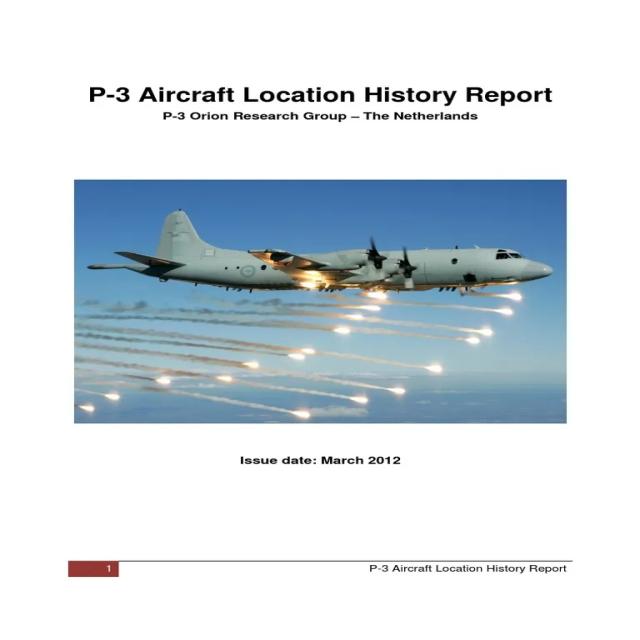 P-3 Aircraft Location History Report
P-3 Orion Research Group – The Netherlands
Issue date: March 2012
1 P-3 Aircraft Location History Report